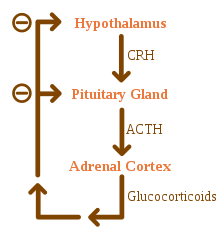 Hypothalamus
CRH
Pituitary Gland
ACTH
Adrenal Cortex
Glucocorticoids